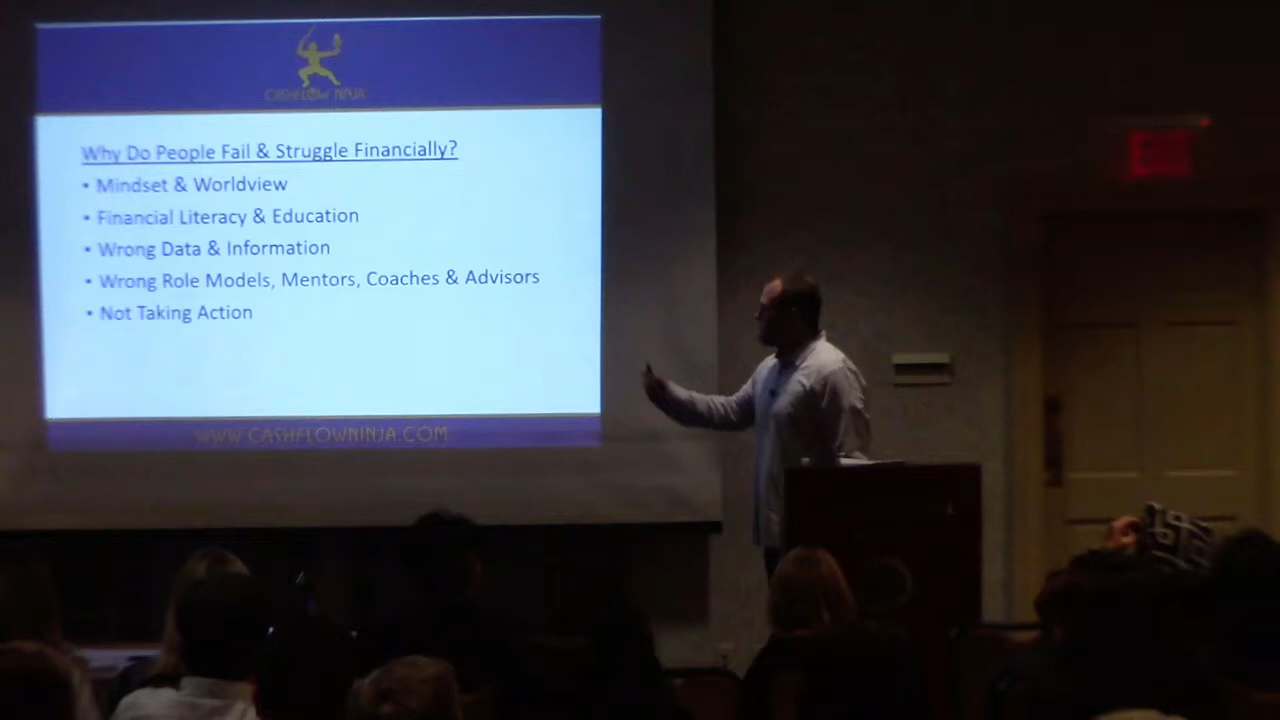 CASHFLOW NINJA
Why Do People Fail & Struggle Financially?
• Mindset & Worldview
• Financial Literacy & Education
• Wrong Data & Information
• Wrong Role Models, Mentors, Coaches & Advisors
• Not Taking Action
WWW.CASHFLOWNINJA.COM